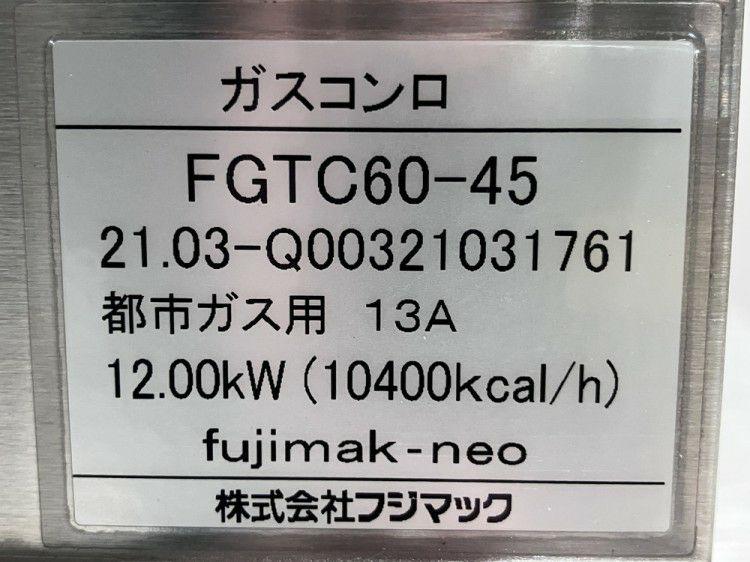 ガスコンロ
FGTC60-45
21.03-Q00321031761
都市ガス用 13A
12.00kW (10400kcal/h)
fujimak-neo
株式会社フジマック